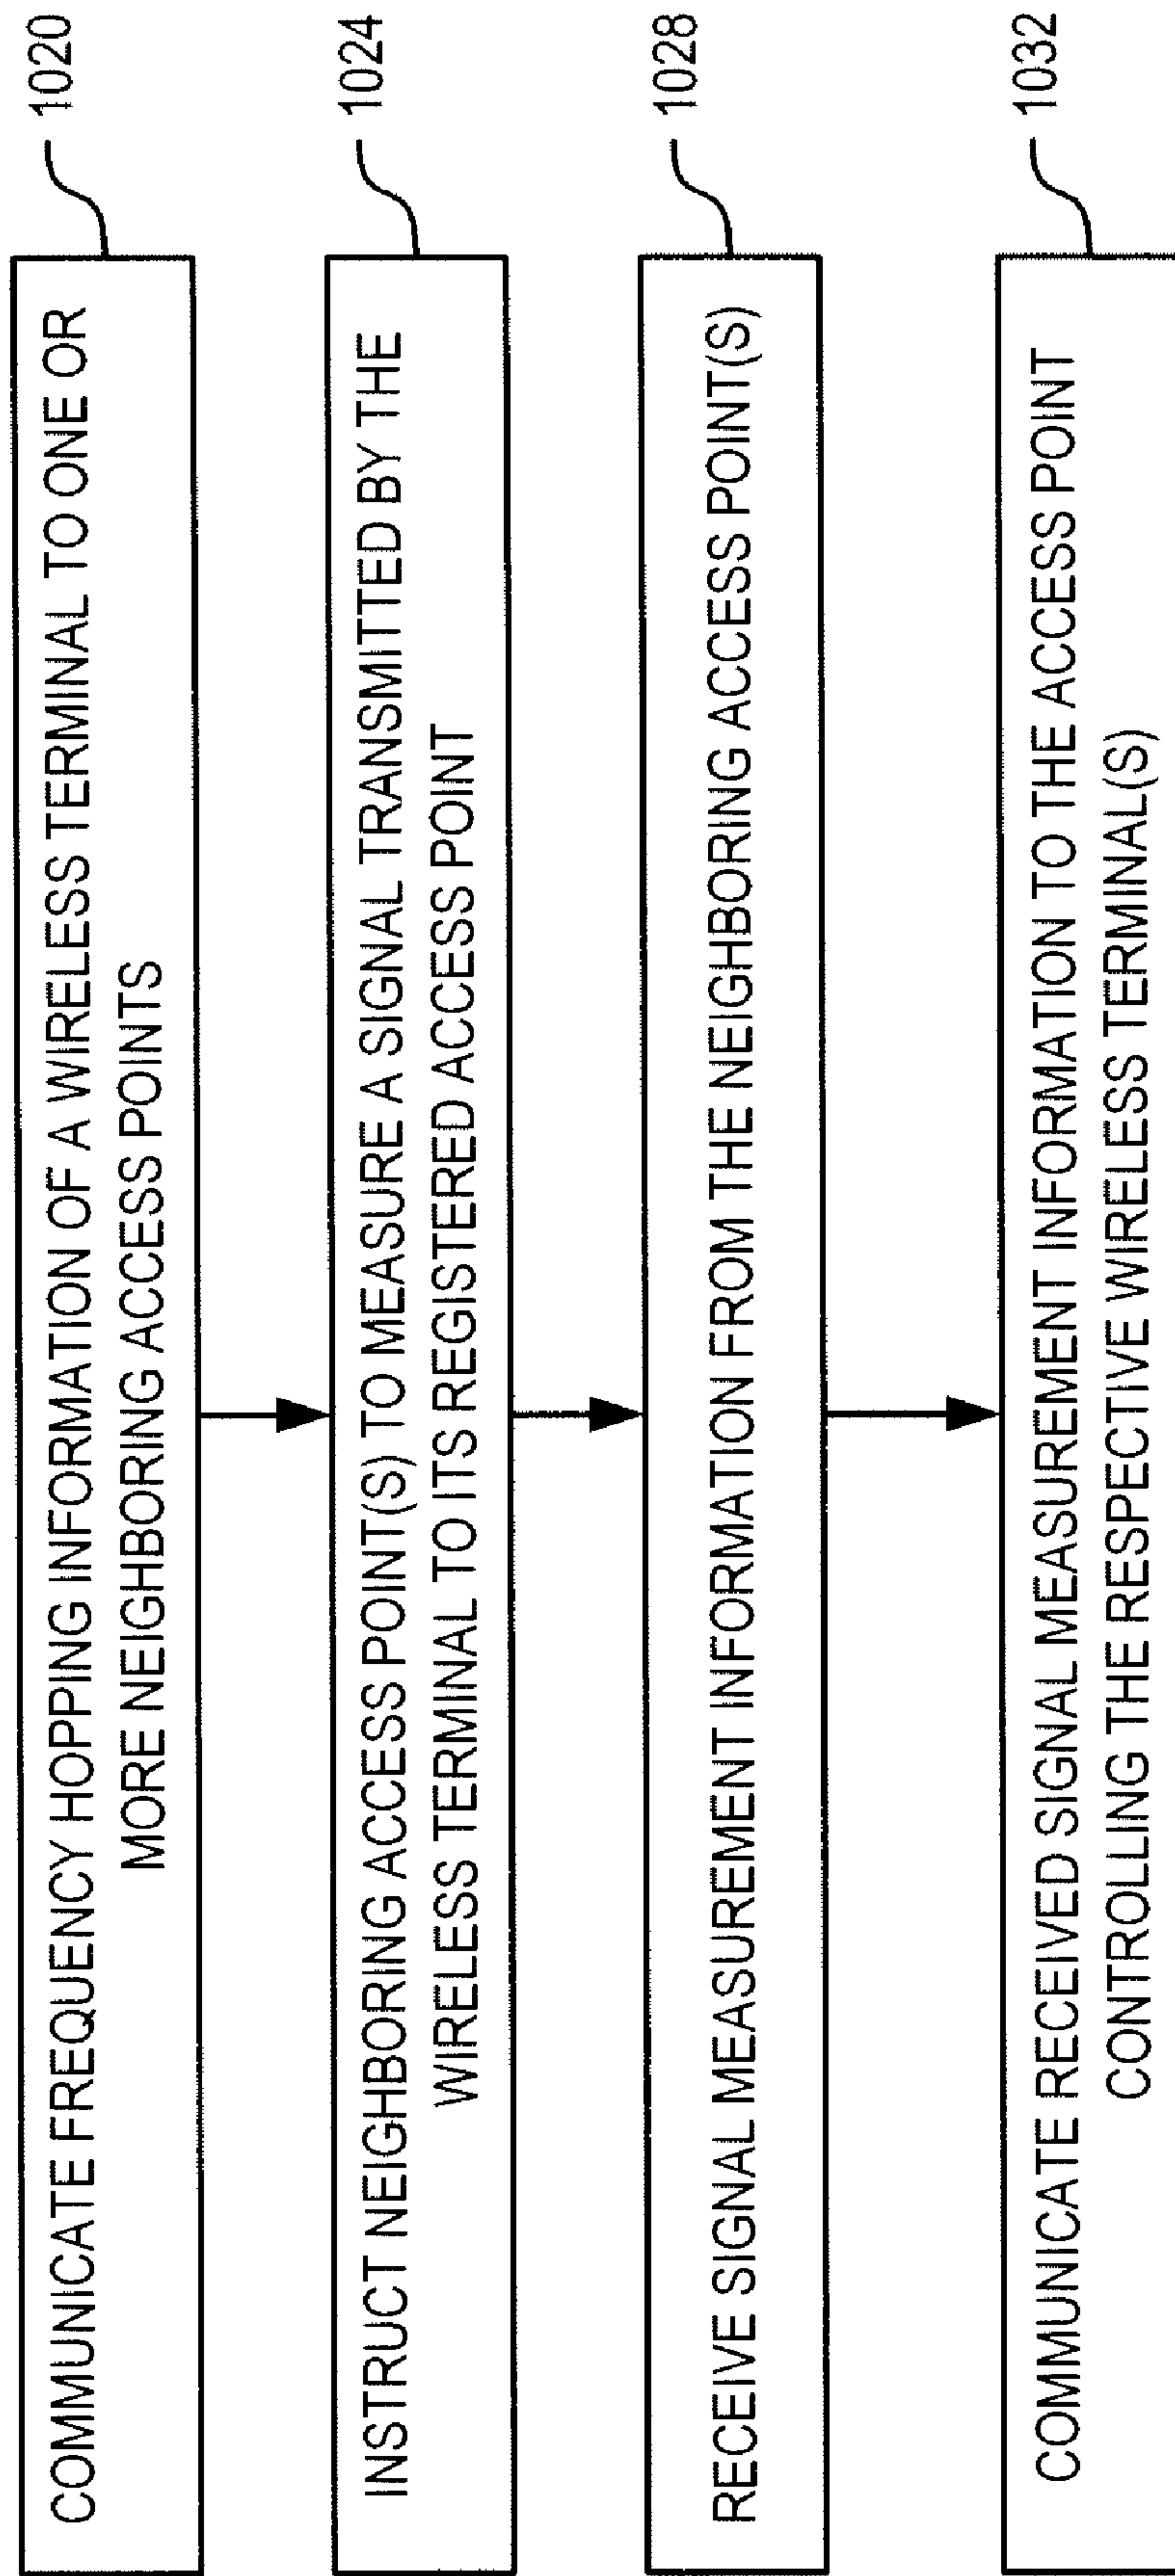 COMMUNICATE FREQUENCY HOPPING INFORMATION OF A WIRELESS TERMINAL TO ONE OR
MORE NEIGHBORING ACCESS POINTS
1020
INSTRUCT NEIGHBORING ACCESS POINT(S) TO MEASURE A SIGNAL TRANSMITTED BY THE
WIRELESS TERMINAL TO ITS REGISTERED ACCESS POINT
1024
RECEIVE SIGNAL MEASUREMENT INFORMATION FROM THE NEIGHBORING ACCESS POINT(S)
1028
COMMUNICATE RECEIVED SIGNAL MEASUREMENT INFORMATION TO THE ACCESS POINT
CONTROLLING THE RESPECTIVE WIRELESS TERMINAL(S)
1032